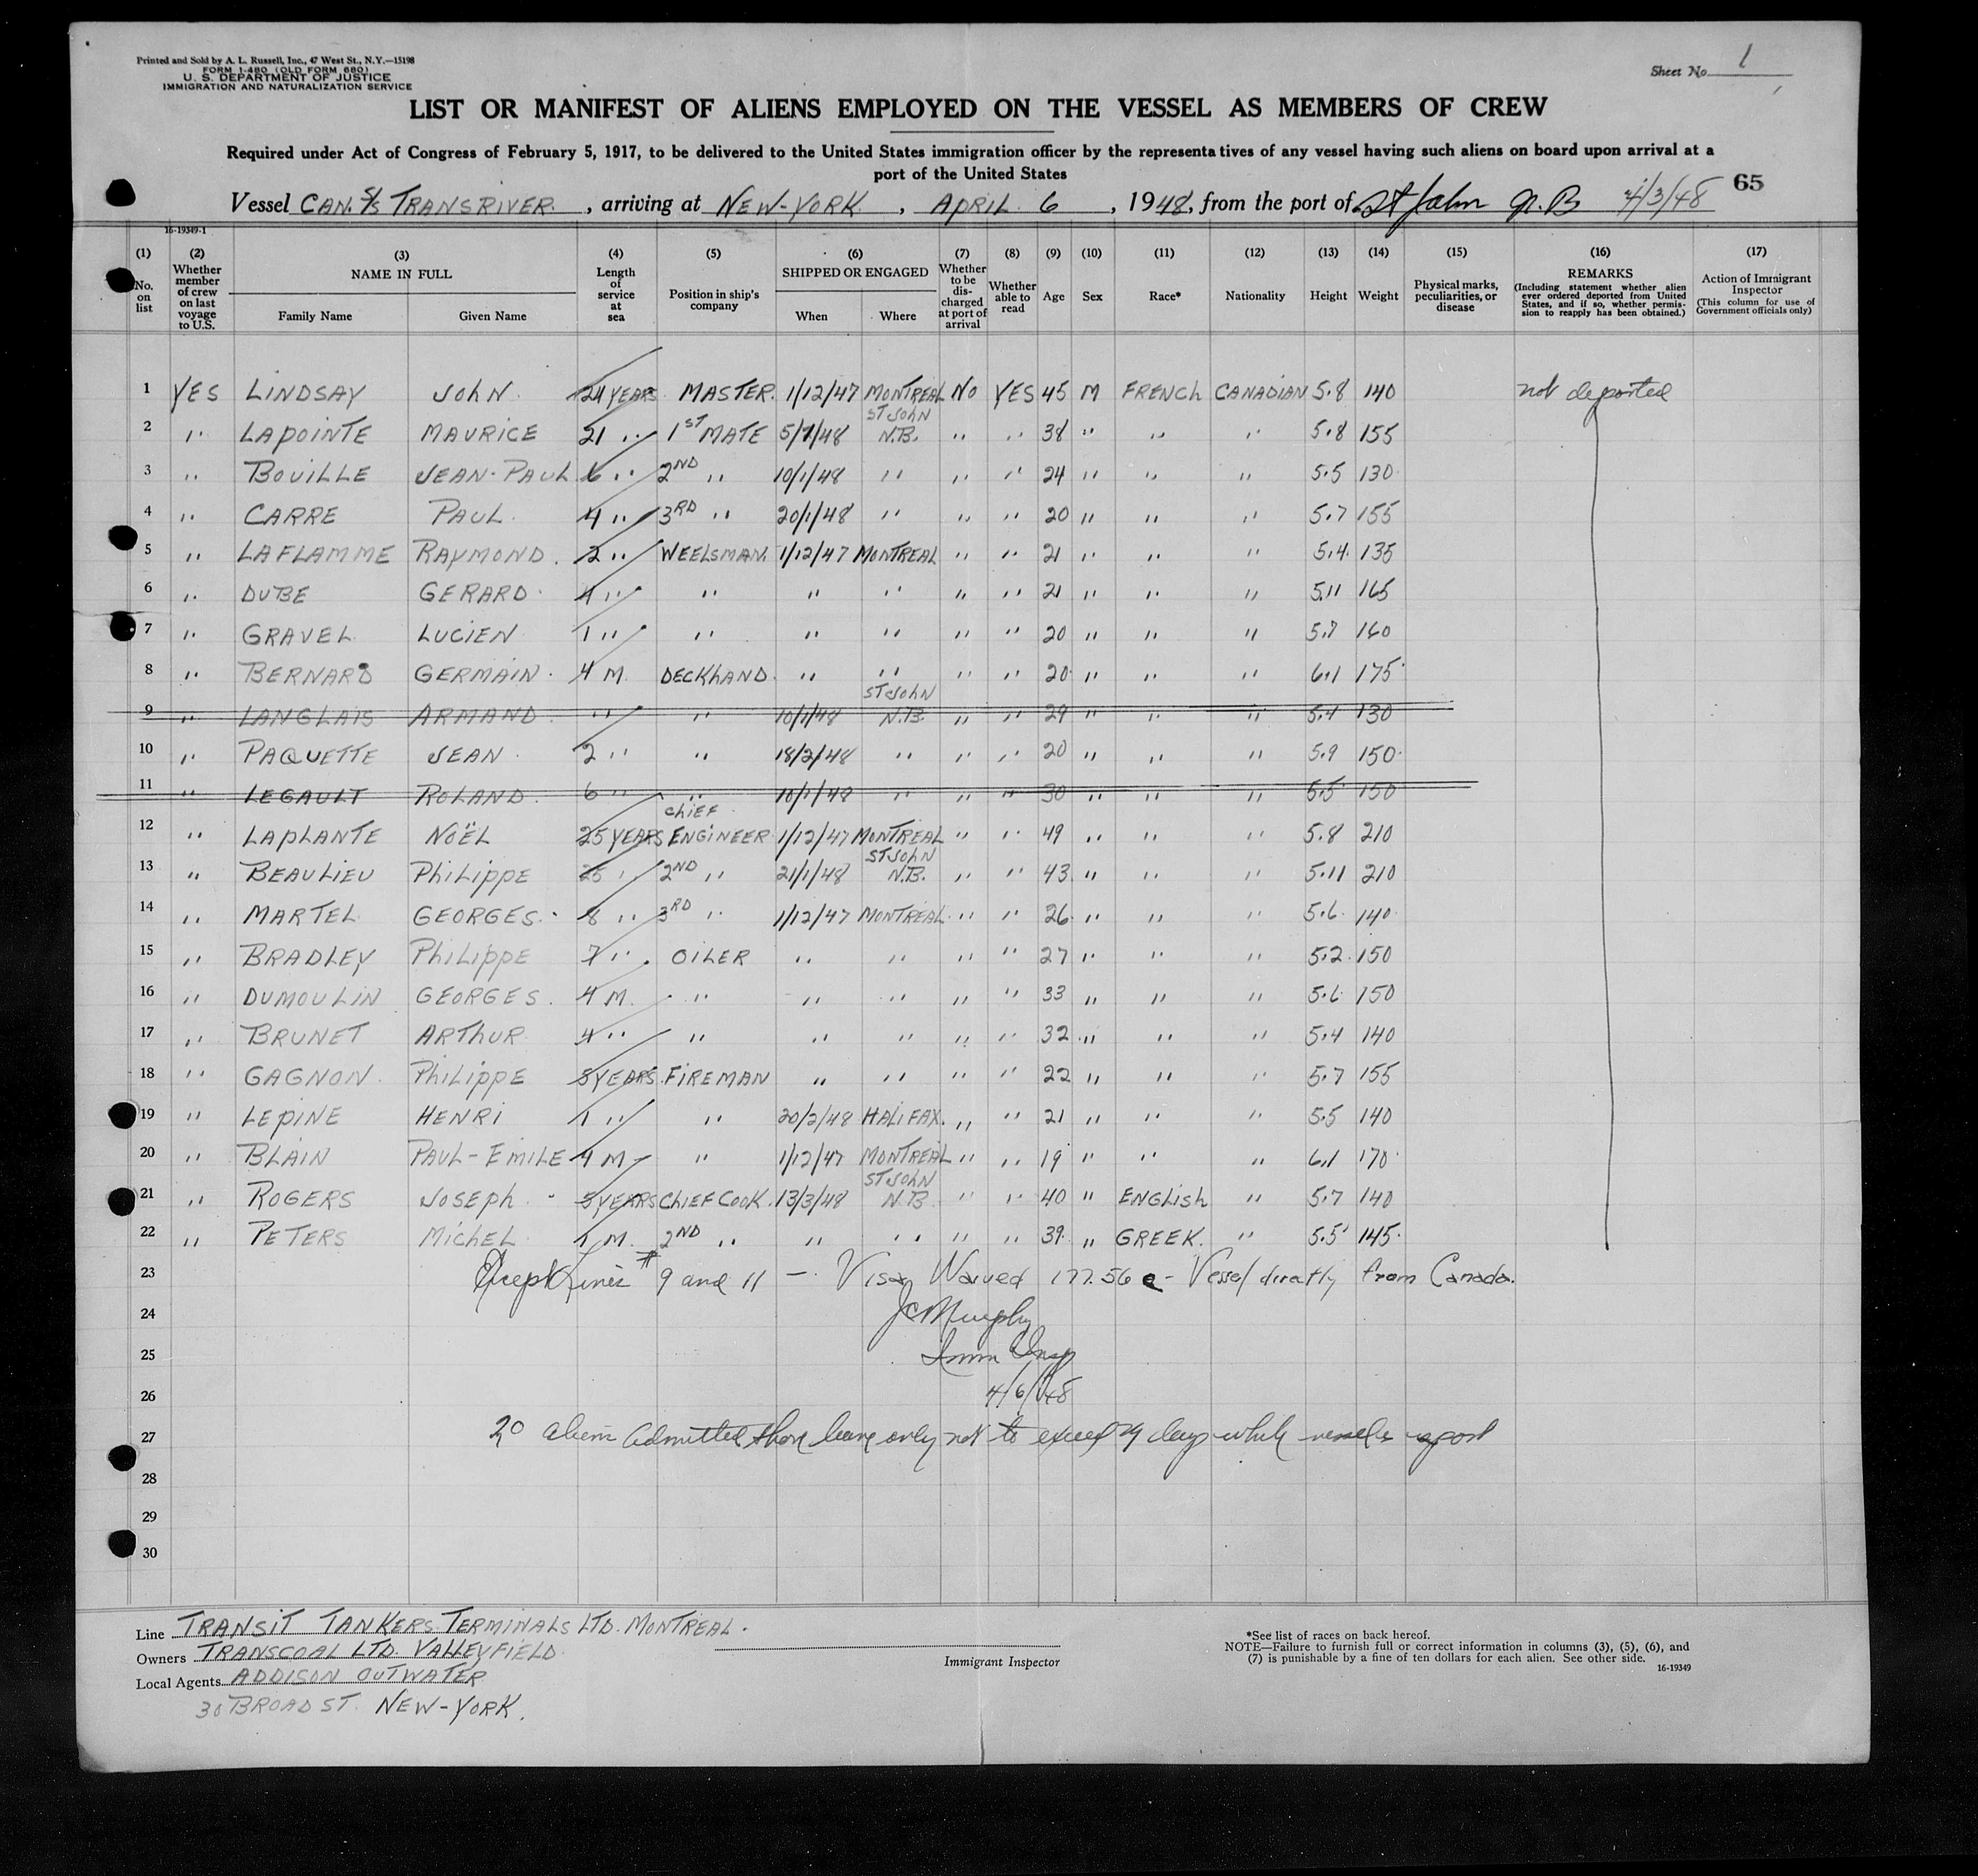 Printed and Sold by A. L. Russell, Inc., 47 West St., N.Y.—15198
FORM I-480 (OLD FORM 680)
U. S. DEPARTMENT OF JUSTICE
IMMIGRATION AND NATURALIZATION SERVICE
Sheet No. 1
LIST OR MANIFEST OF ALIENS EMPLOYED ON THE VESSEL AS MEMBERS OF CREW
Required under Act of Congress of February 5, 1917, to be delivered to the United States immigration officer by the representatives of any vessel having such aliens on board upon arrival at a
port of the United States
65
Vessel CAN. S/S TRANSRIVER, arriving at NEW-YORK, APRIL 6, 1948, from the port of St John N.B 4/3/48
16-19349-1
(1) No. on list (2) Whether member of crew on last voyage to U.S. (3) NAME IN FULL Family Name Given Name (4) Length of service at sea (5) Position in ship's company (6) SHIPPED OR ENGAGED When Where (7) Whether to be discharged at port of arrival (8) Whether able to read (9) Age (10) Sex (11) Race* (12) Nationality (13) Height (14) Weight (15) Physical marks, peculiarities, or disease (16) REMARKS (Including statement whether alien ever ordered deported from United States, and if so, whether permission to reapply has been obtained.) (17) Action of Immigrant Inspector (This column for use of Government officials only)
1 YES LINDSAY JOHN. 24 YEARS MASTER. 1/12/47 MONTREAL NO YES 45 M FRENCH CANADIAN 5.8 140 not deported
2 " LAPOINTE MAURICE 21 " 1ST MATE 5/1/48 ST JOHN N.B. " " 38 " " " 5.8 155
3 " BOUILLE JEAN-PAUL 6 " 2ND " 10/1/48 " " " 24 " " " 5.5 130
4 " CARRE PAUL 4 " 3RD " 20/1/48 " " " 20 " " " 5.7 155
5 " LAFLAMME RAYMOND. 2 " WEELSMAN. 1/12/47 MONTREAL " " 21 " " " 5.4 135
6 " DUBE GERARD 4 " " " " " " 21 " " " 5.11 165
7 " GRAVEL LUCIEN 1 " " " " " " 20 " " " 5.7 160
8 " BERNARD GERMAIN. 4 M. DECKHAND. " " " " 20 " " " 6.1 175
9 " LANGLAIS ARMAND. " " 10/1/48 ST JOHN N.B. " " 29 " " " 5.4 130
10 " PAQUETTE JEAN 2 " " 18/2/48 " " " 20 " " " 5.9 150
11 " LEGAULT ROLAND. 6 " " 10/1/48 " " " 30 " " " 5.5 150
12 " LAPLANTE NOËL 25 YEARS CHIEF ENGINEER 1/12/47 MONTREAL " " 49 " " " 5.8 210
13 " BEAULIEU PHILIPPE 25 " 2ND " 21/1/48 ST JOHN N.B. " " 43 " " " 5.11 210
14 " MARTEL GEORGES. 8 " 3RD " 1/12/47 MONTREAL " " 26 " " " 5.6 140
15 " BRADLEY PHILIPPE 7 " OILER " " " " 27 " " " 5.2 150
16 " DUMOULIN GEORGES. 4 M. " " " " " 33 " " " 5.6 150
17 " BRUNET ARTHUR 4 " " " " " " 32 " " " 5.4 140
18 " GAGNON. PHILIPPE YEARS. FIREMAN " " " " 22 " " " 5.7 155
19 " LEPINE HENRI 1 " " 20/2/48 HALIFAX. " " 21 " " " 5.5 140
20 " BLAIN PAUL-EMILE 4 M " 1/12/47 MONTREAL " " 19 " " " 6.1 170
21 " ROGERS JOSEPH YEARS CHIEF COOK. 13/3/48 ST JOHN N.B " " 40 " ENGLISH " 5.7 140
22 " PETERS MICHEL M. 2ND " " " " " 39 " GREEK. " 5.5 145
23 Except Lines # 9 and 11 — Visa Waived 177.56 - Vessel directly from Canada.
24 JC Murphy
25 Imm Insp
26 4/6/48
27 20 aliens admitted shore leave only not to exceed 29 days while vessel in port
28
29
30
Line TRANSIT TANKERS TERMINALS LTD. MONTREAL.
Owners TRANSCOAL LTD. VALLEYFIELD.
Local Agents ADDISON OUTWATER
30 BROAD ST. NEW-YORK.
Immigrant Inspector
*See list of races on back hereof.
NOTE—Failure to furnish full or correct information in columns (3), (5), (6), and
(7) is punishable by a fine of ten dollars for each alien. See other side.
16-19349